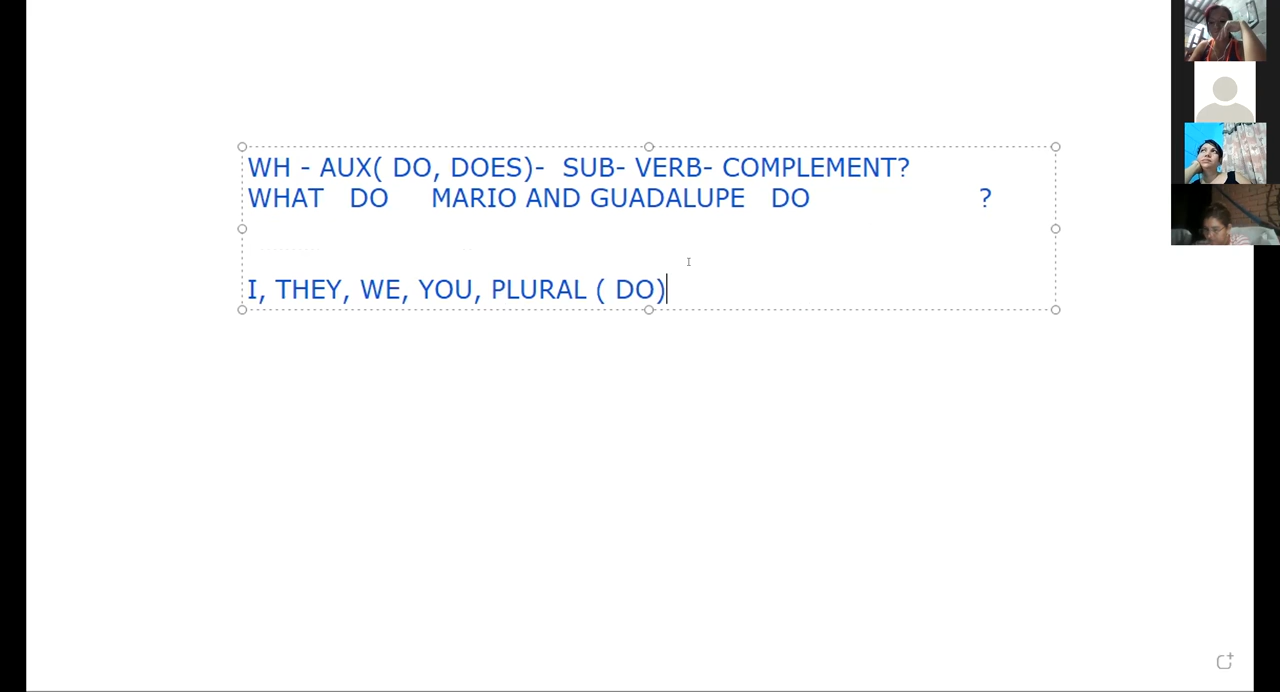 WH - AUX( DO, DOES)-  SUB- VERB- COMPLEMENT?
WHAT   DO     MARIO AND GUADALUPE   DO                    ?
I, THEY, WE, YOU, PLURAL ( DO)